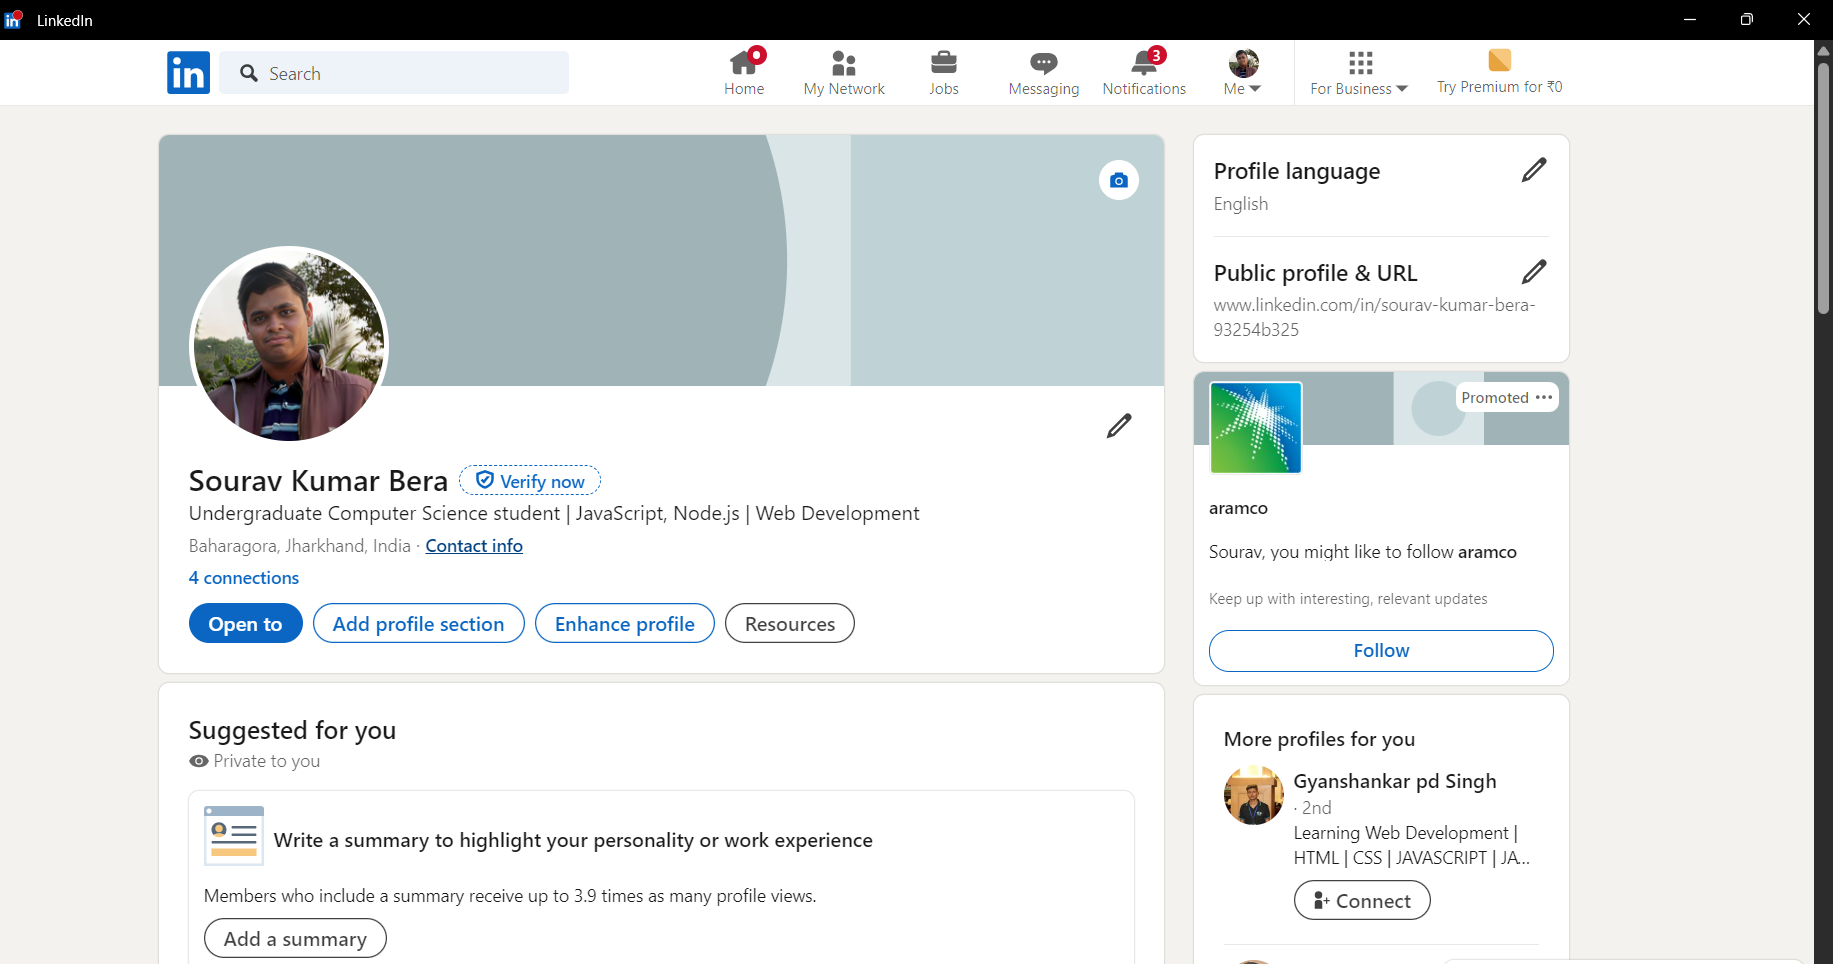 LinkedIn
in
Search
Home
My Network
Jobs
Messaging
3
Notifications
Me
For Business
Try Premium for ₹0
Sourav Kumar Bera
Verify now
Undergraduate Computer Science student | JavaScript, Node.js | Web Development
Baharagora, Jharkhand, India · Contact info
4 connections
Open to
Add profile section
Enhance profile
Resources
Suggested for you
Private to you
Write a summary to highlight your personality or work experience
Members who include a summary receive up to 3.9 times as many profile views.
Add a summary
Profile language
English
Public profile & URL
www.linkedin.com/in/sourav-kumar-bera-
93254b325
Promoted
aramco
Sourav, you might like to follow aramco
Keep up with interesting, relevant updates
Follow
More profiles for you
Gyanshankar pd Singh
· 2nd
Learning Web Development |
HTML | CSS | JAVASCRIPT | JA...
Connect